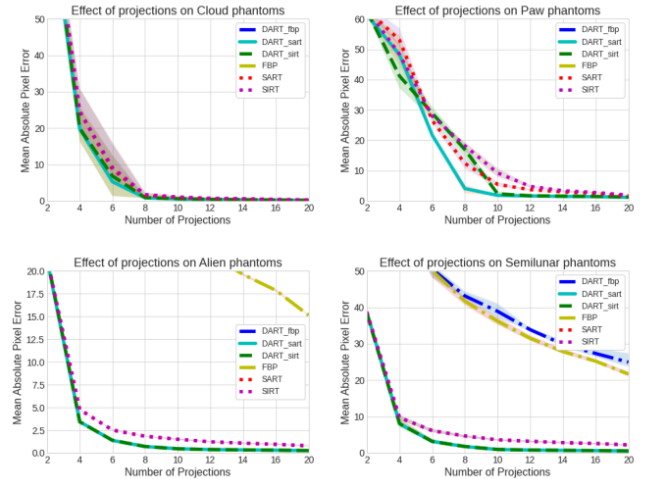 Effect of projections on Cloud phantoms
Mean Absolute Pixel Error
50
40
30
20
10
0
2 4 6 8 10 12 14 16 18 20
Number of Projections
DART_fbp
DART_sart
DART_sirt
FBP
SART
SIRT
Effect of projections on Paw phantoms
Mean Absolute Pixel Error
60
50
40
30
20
10
0
2 4 6 8 10 12 14 16 18 20
Number of Projections
DART_fbp
DART_sart
DART_sirt
FBP
SART
SIRT
Effect of projections on Alien phantoms
Mean Absolute Pixel Error
20.0
17.5
15.0
12.5
10.0
7.5
5.0
2.5
0.0
2 4 6 8 10 12 14 16 18 20
Number of Projections
DART_fbp
DART_sart
DART_sirt
FBP
SART
SIRT
Effect of projections on Semilunar phantoms
Mean Absolute Pixel Error
50
40
30
20
10
0
2 4 6 8 10 12 14 16 18 20
Number of Projections
DART_fbp
DART_sart
DART_sirt
FBP
SART
SIRT